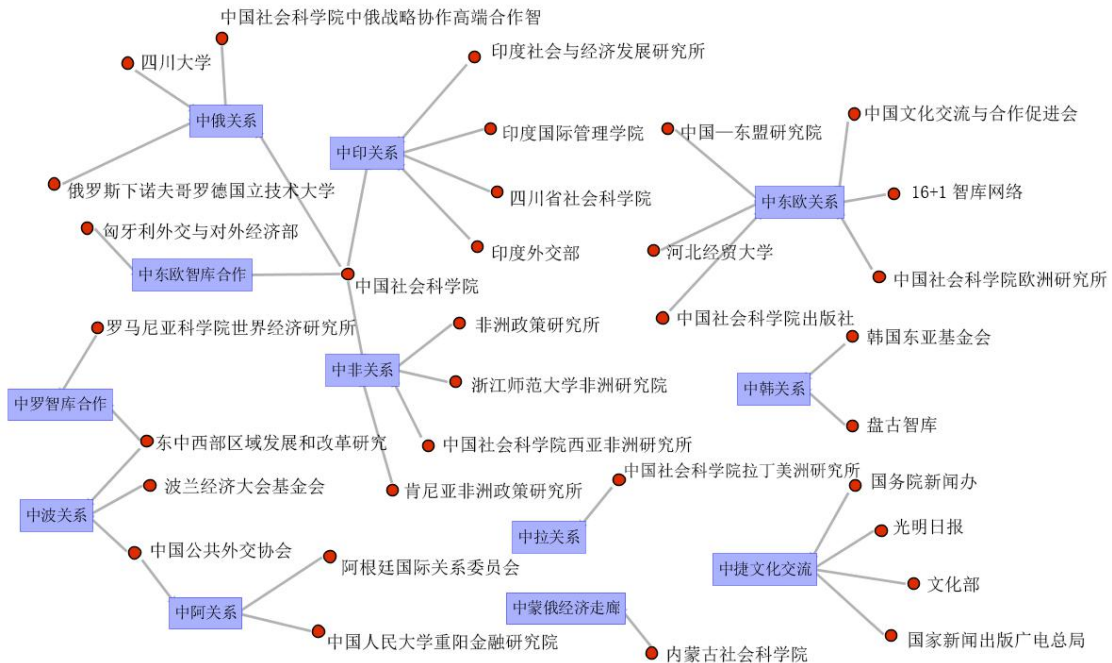 中国社会科学院中俄战略协作高端合作智
四川大学
中俄关系
俄罗斯下诺夫哥罗德国立技术大学
匈牙利外交与对外经济部
中东欧智库合作
中国社会科学院
印度社会与经济发展研究所
印度国际管理学院
中印关系
四川省社会科学院
印度外交部
中国文化交流与合作促进会
中国—东盟研究院
16+1 智库网络
中东欧关系
河北经贸大学
中国社会科学院欧洲研究所
中国社会科学院出版社
罗马尼亚科学院世界经济研究所
中罗智库合作
东中西部区域发展和改革研究
波兰经济大会基金会
中波关系
中国公共外交协会
中阿关系
阿根廷国际关系委员会
中国人民大学重阳金融研究院
非洲政策研究所
中非关系
浙江师范大学非洲研究院
中国社会科学院西亚非洲研究所
肯尼亚非洲政策研究所
韩国东亚基金会
中韩关系
盘古智库
中国社会科学院拉丁美洲研究所
中拉关系
中蒙俄经济走廊
内蒙古社会科学院
国务院新闻办
光明日报
中捷文化交流
文化部
国家新闻出版广电总局